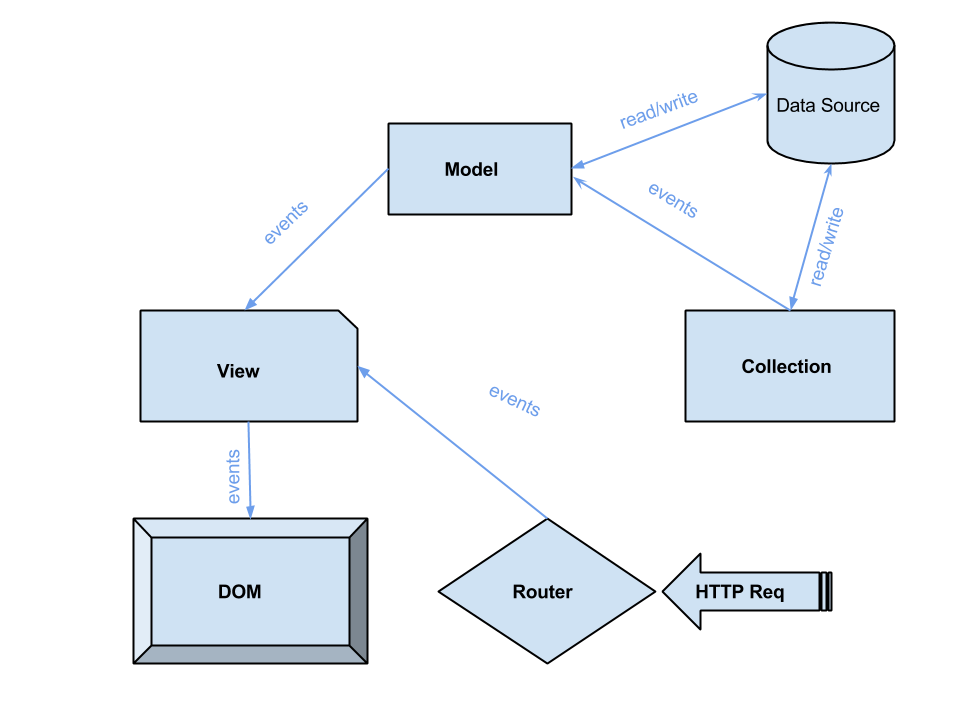 Data Source
read/write
Model
events
events
read/write
View
Collection
events
events
DOM
Router
HTTP Req